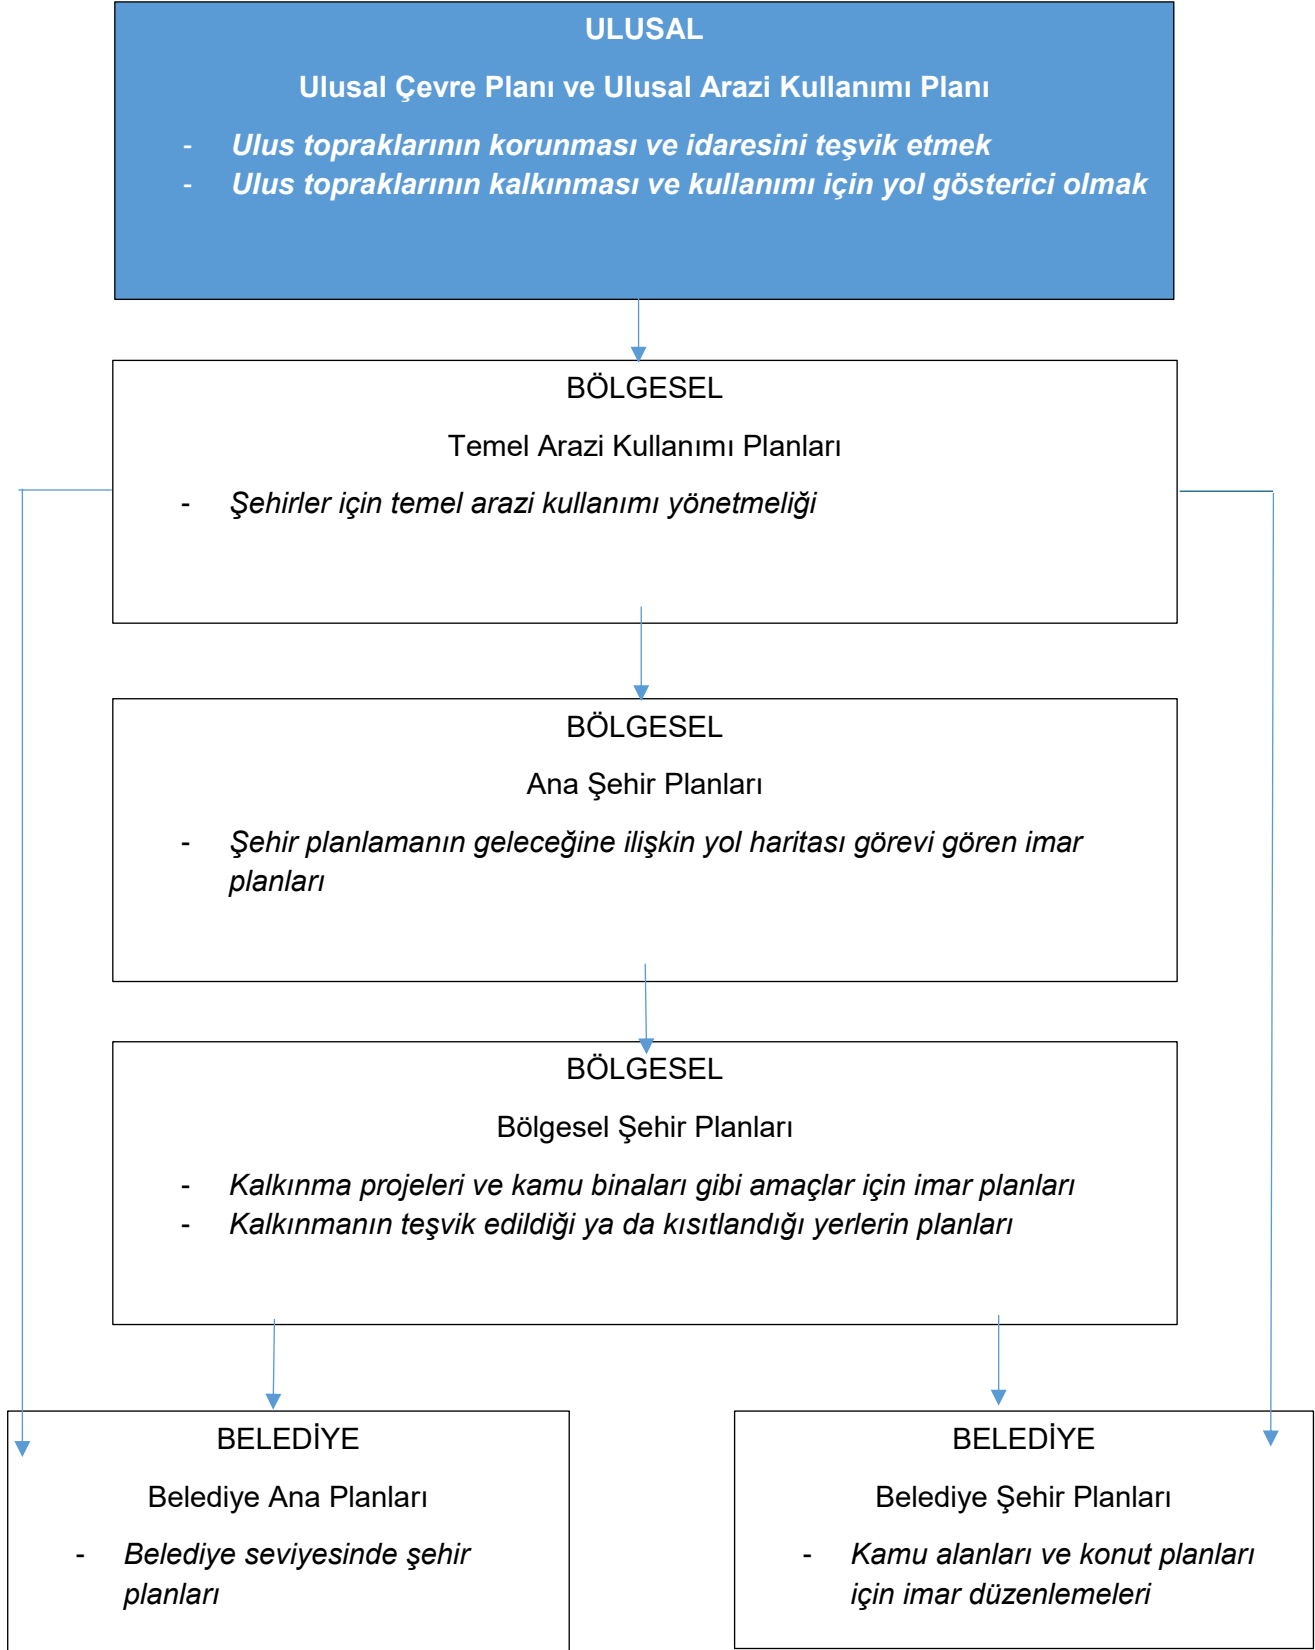 ULUSAL
Ulusal Çevre Planı ve Ulusal Arazi Kullanımı Planı
- Ulus topraklarının korunması ve idaresini teşvik etmek
- Ulus topraklarının kalkınması ve kullanımı için yol gösterici olmak
BÖLGESEL
Temel Arazi Kullanımı Planları
- Şehirler için temel arazi kullanımı yönetmeliği
BÖLGESEL
Ana Şehir Planları
- Şehir planlamanın geleceğine ilişkin yol haritası görevi gören imar
planları
BÖLGESEL
Bölgesel Şehir Planları
- Kalkınma projeleri ve kamu binaları gibi amaçlar için imar planları
- Kalkınmanın teşvik edildiği ya da kısıtlandığı yerlerin planları
BELEDİYE
Belediye Ana Planları
- Belediye seviyesinde şehir
planları
BELEDİYE
Belediye Şehir Planları
- Kamu alanları ve konut planları
için imar düzenlemeleri